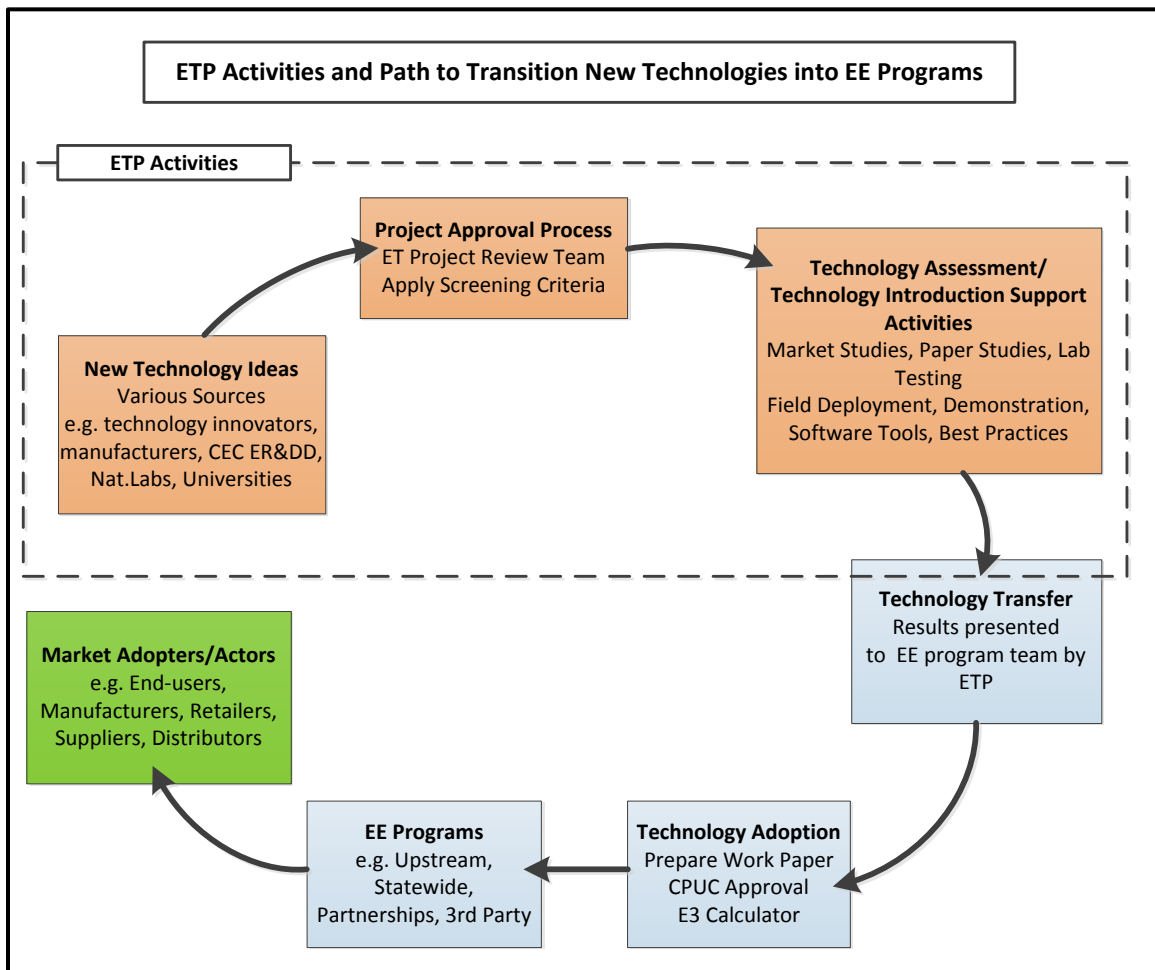 ETP Activities and Path to Transition New Technologies into EE Programs
ETP Activities
Project Approval Process
ET Project Review Team
Apply Screening Criteria
Technology Assessment/
Technology Introduction Support
Activities
Market Studies, Paper Studies, Lab
Testing
Field Deployment, Demonstration,
Software Tools, Best Practices
New Technology Ideas
Various Sources
e.g. technology innovators,
manufacturers, CEC ER&DD,
Nat.Labs, Universities
Technology Transfer
Results presented
to EE program team by
ETP
Market Adopters/Actors
e.g. End-users,
Manufacturers, Retailers,
Suppliers, Distributors
EE Programs
e.g. Upstream,
Statewide,
Partnerships, 3rd Party
Technology Adoption
Prepare Work Paper
CPUC Approval
E3 Calculator